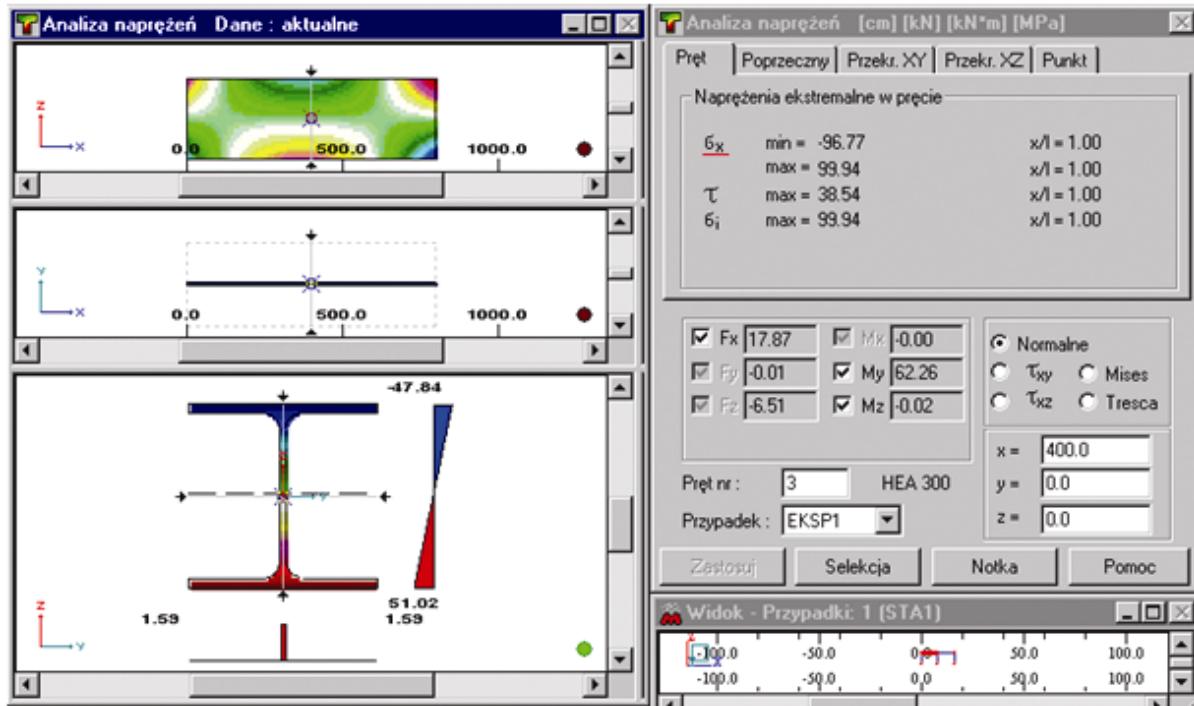 Analiza naprężeń Dane : aktualne
Z
X
0.0 500.0 1000.0
Y
X
0.0 500.0 1000.0
-47.84
Y
51.02
1.59 1.59
Z
Y
Analiza naprężeń [cm] [kN] [kN*m] [MPa]
Pręt Poprzeczny Przekr. XY Przekr. XZ Punkt
Naprężenia ekstremalne w pręcie
σx min = -96.77 x/l = 1.00
max = 99.94 x/l = 1.00
τ max = 38.54 x/l = 1.00
σi max = 99.94 x/l = 1.00
Fx 17.87 Mx -0.00
Fy -0.01 My 62.26
Fz -6.51 Mz -0.02
Normalne
τxy Mises
τxz Tresca
x = 400.0
y = 0.0
z = 0.0
Pręt nr : 3 HEA 300
Przypadek : EKSP1
Zastosuj Selekcja Notka Pomoc
Widok - Przypadki: 1 (STA1)
-100.0 -50.0 0,0 50.0 100.0
-100.0 -50.0 0,0 50.0 100.0